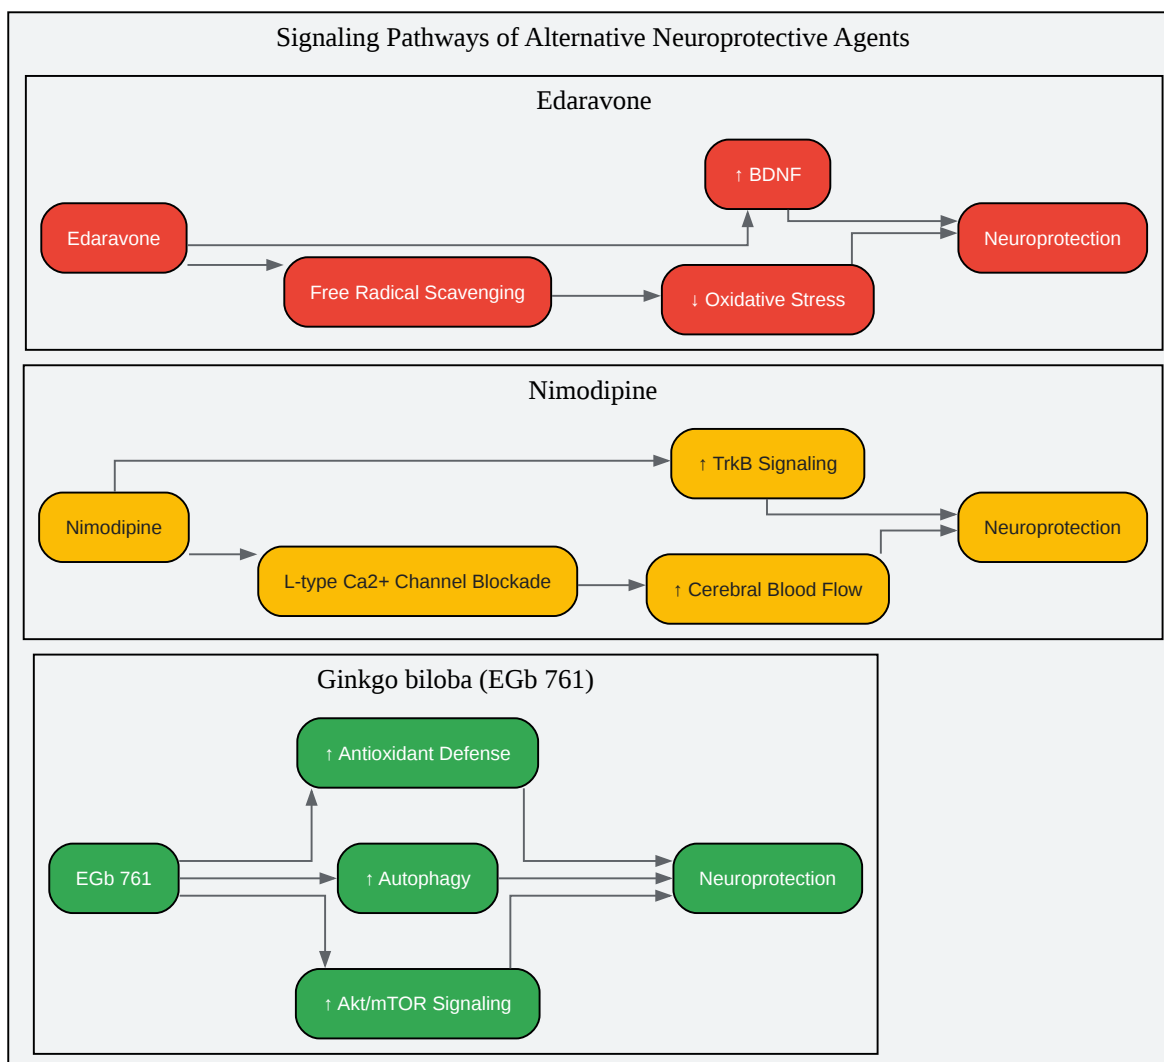 Signaling Pathways of Alternative Neuroprotective Agents
Edaravone
↑ BDNF
Edaravone
Neuroprotection
Free Radical Scavenging
↓ Oxidative Stress
Nimodipine
↑ TrkB Signaling
Nimodipine
Neuroprotection
L-type Ca2+ Channel Blockade
↑ Cerebral Blood Flow
Ginkgo biloba (EGb 761)
↑ Antioxidant Defense
EGb 761
↑ Autophagy
Neuroprotection
↑ Akt/mTOR Signaling